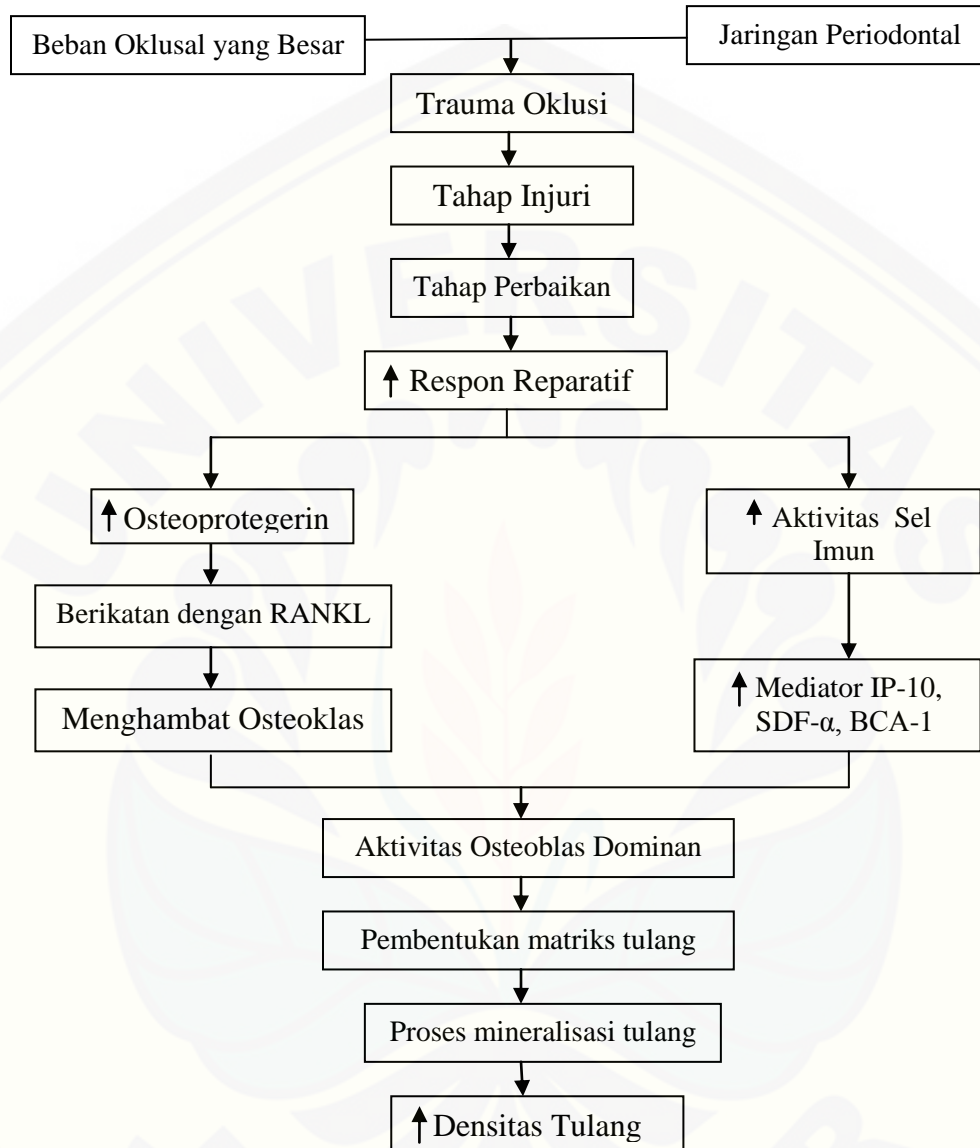 Beban Oklusal yang Besar
Jaringan Periodontal
Trauma Oklusi
Tahap Injuri
Tahap Perbaikan
Respon Reparatif
Osteoprotegerin
Aktivitas Sel
Imun
Berikatan dengan RANKL
Menghambat Osteoklas
Mediator IP-10,
SDF-α, BCA-1
Aktivitas Osteoblas Dominan
Pembentukan matriks tulang
Proses mineralisasi tulang
Densitas Tulang
UNIVERSITAS